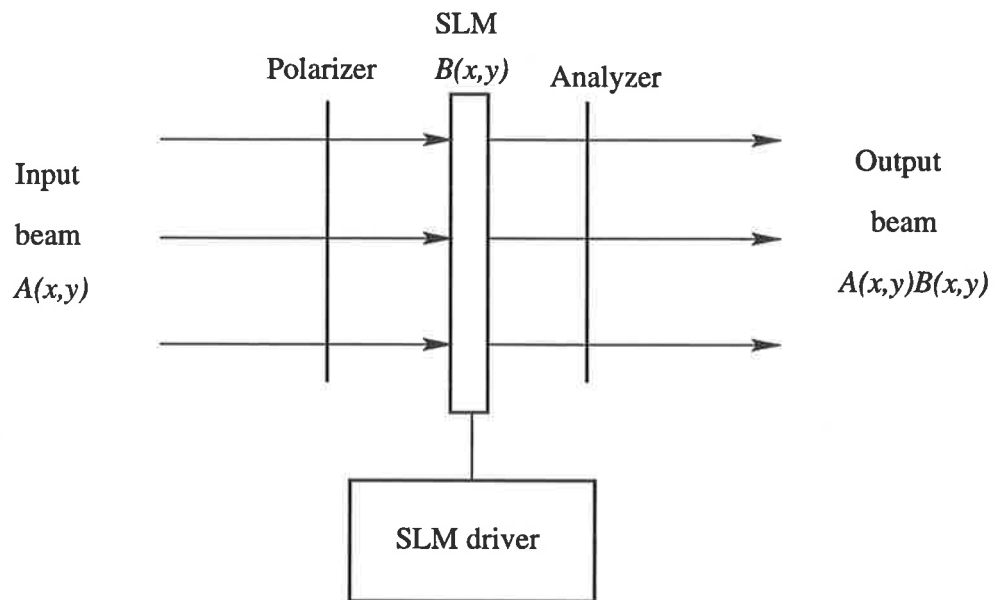 SLM
Polarizer
B(x,y)
Analyzer
Input
beam
A(x,y)
Output
beam
A(x,y)B(x,y)
SLM driver